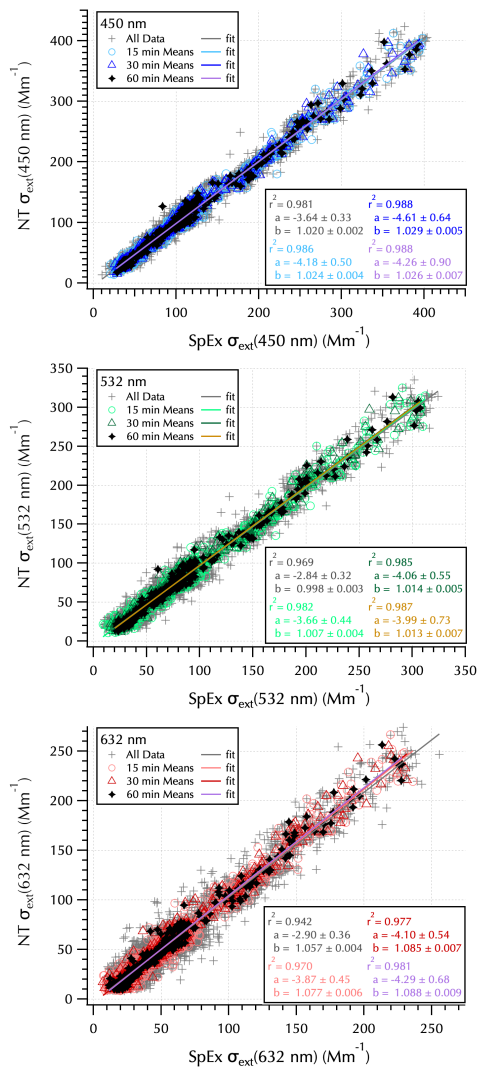 450 nm
All Data fit
15 min Means fit
30 min Means fit
60 min Means fit
400
300
200
100
0
NT σext(450 nm) (Mm-1)
r2 = 0.981
a = -3.64 ± 0.33
b = 1.020 ± 0.002
r2 = 0.988
a = -4.61 ± 0.64
b = 1.029 ± 0.005
r2 = 0.986
a = -4.18 ± 0.50
b = 1.024 ± 0.004
r2 = 0.988
a = -4.26 ± 0.90
b = 1.026 ± 0.007
0 100 200 300 400
SpEx σext(450 nm) (Mm-1)
532 nm
All Data fit
15 min Means fit
30 min Means fit
60 min Means fit
350
300
250
200
150
100
50
0
NT σext(532 nm) (Mm-1)
r2 = 0.969
a = -2.84 ± 0.32
b = 0.998 ± 0.003
r2 = 0.985
a = -4.06 ± 0.55
b = 1.014 ± 0.005
r2 = 0.982
a = -3.66 ± 0.44
b = 1.007 ± 0.004
r2 = 0.987
a = -3.99 ± 0.73
b = 1.013 ± 0.007
0 50 100 150 200 250 300 350
SpEx σext(532 nm) (Mm-1)
632 nm
All Data fit
15 min Means fit
30 min Means fit
60 min Means fit
250
200
150
100
50
0
NT σext(632 nm) (Mm-1)
r2 = 0.942
a = -2.90 ± 0.36
b = 1.057 ± 0.004
r2 = 0.977
a = -4.10 ± 0.54
b = 1.085 ± 0.007
r2 = 0.970
a = -3.87 ± 0.45
b = 1.077 ± 0.006
r2 = 0.981
a = -4.29 ± 0.68
b = 1.088 ± 0.009
0 50 100 150 200 250
SpEx σext(632 nm) (Mm-1)